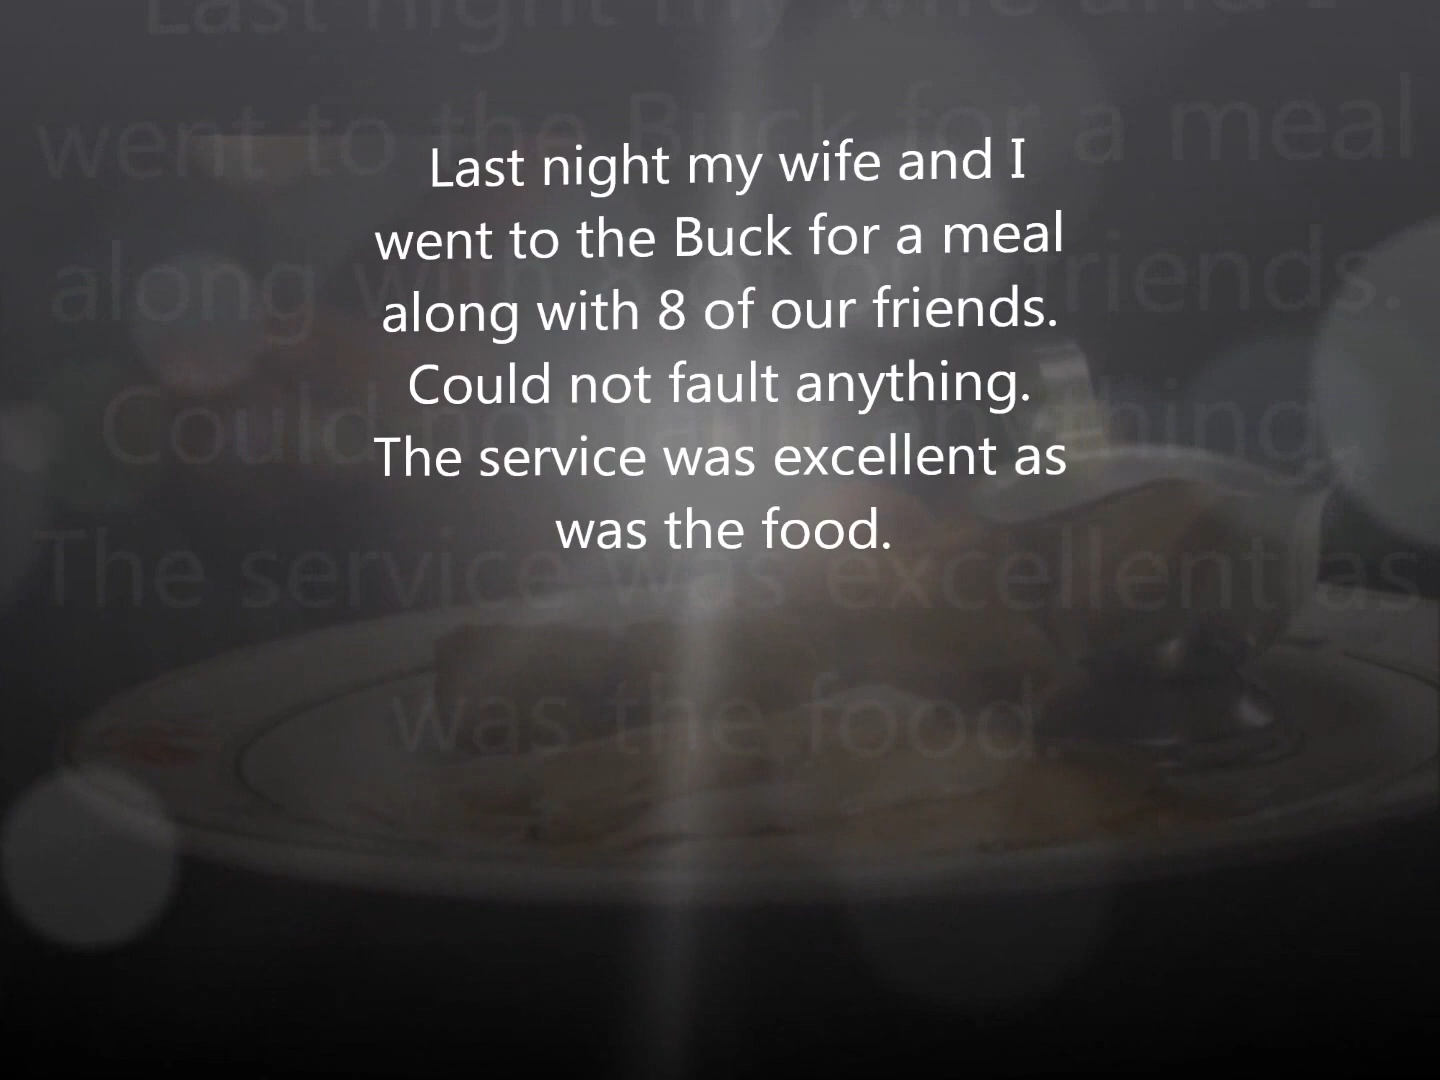 Last night my wife and I
went to the Buck for a meal
along with 8 of our friends.
Could not fault anything.
The service was excellent as
was the food.